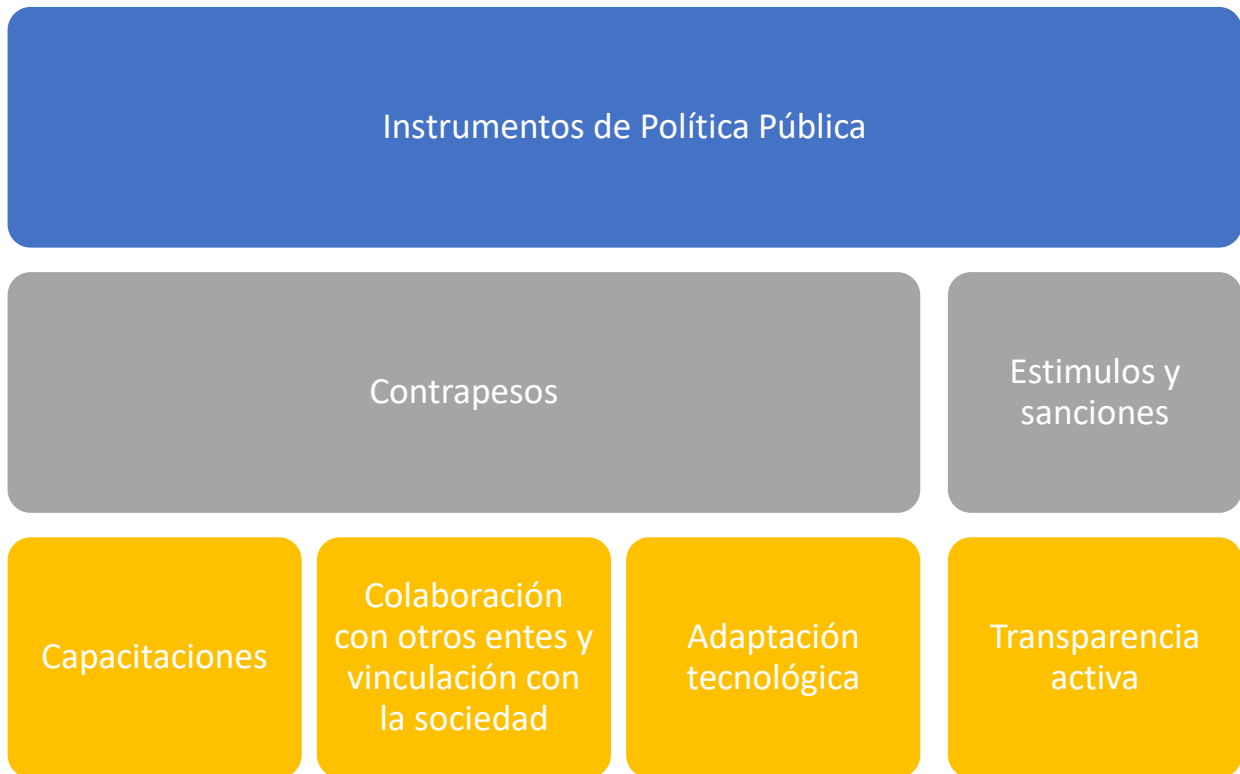 Instrumentos de Política Pública
Contrapesos
Estimulos y
sanciones
Capacitaciones
Colaboración
con otros entes y
vinculación con
la sociedad
Adaptación
tecnológica
Transparencia
activa